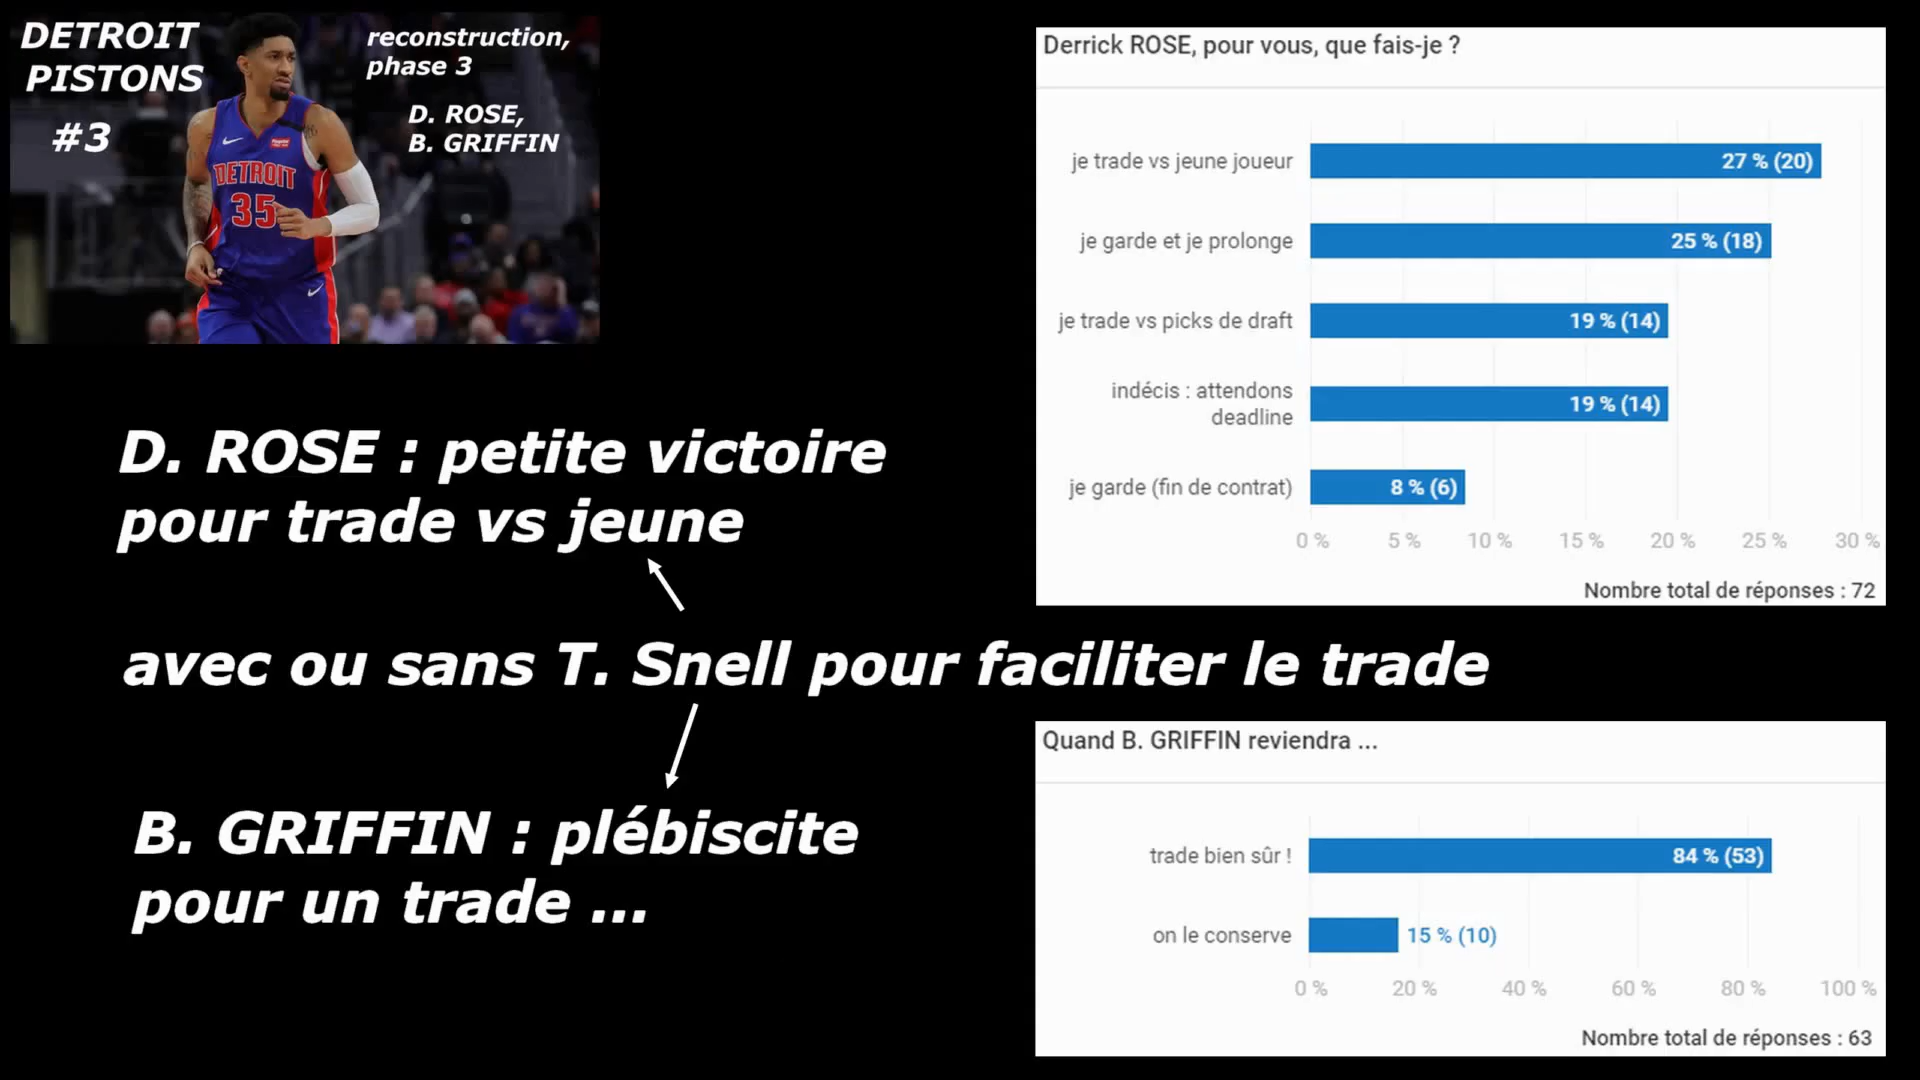 DETROIT
PISTONS
#3
reconstruction,
phase 3
D. ROSE,
B. GRIFFIN
DETROIT
35
Derrick ROSE, pour vous, que fais-je ?
je trade vs jeune joueur
27 % (20)
je garde et je prolonge
25 % (18)
je trade vs picks de draft
19 % (14)
indécis : attendons
deadline
19 % (14)
je garde (fin de contrat)
8 % (6)
0 % 5 % 10 % 15 % 20 % 25 % 30 %
Nombre total de réponses : 72
D. ROSE : petite victoire
pour trade vs jeune
avec ou sans T. Snell pour faciliter le trade
B. GRIFFIN : plébiscite
pour un trade ...
Quand B. GRIFFIN reviendra ...
trade bien sûr !
84 % (53)
on le conserve
15 % (10)
0 % 20 % 40 % 60 % 80 % 100 %
Nombre total de réponses : 63